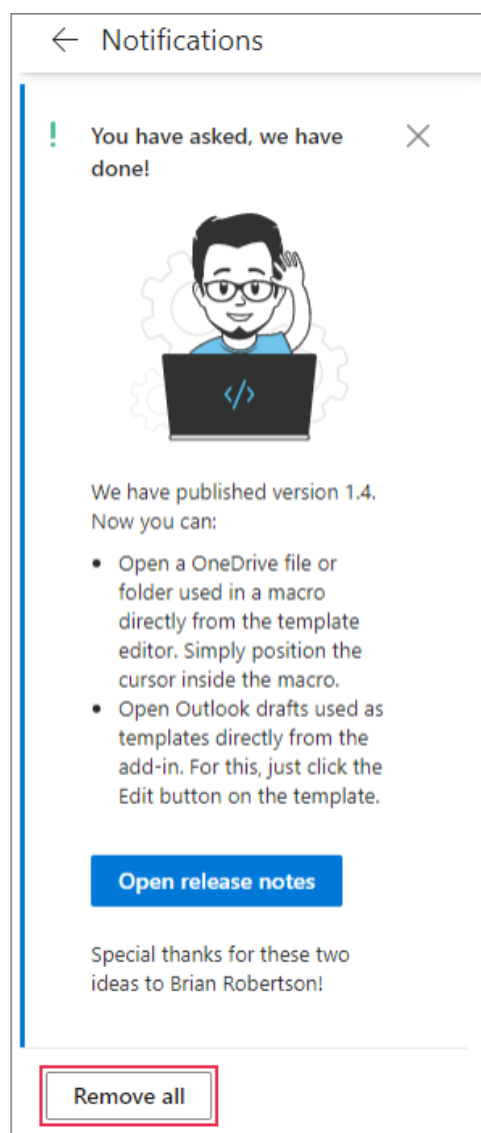 Notifications
You have asked, we have
done!
</>
We have published version 1.4.
Now you can:
• Open a OneDrive file or
folder used in a macro
directly from the template
editor. Simply position the
cursor inside the macro.
• Open Outlook drafts used as
templates directly from the
add-in. For this, just click the
Edit button on the template.
Open release notes
Special thanks for these two
ideas to Brian Robertson!
Remove all